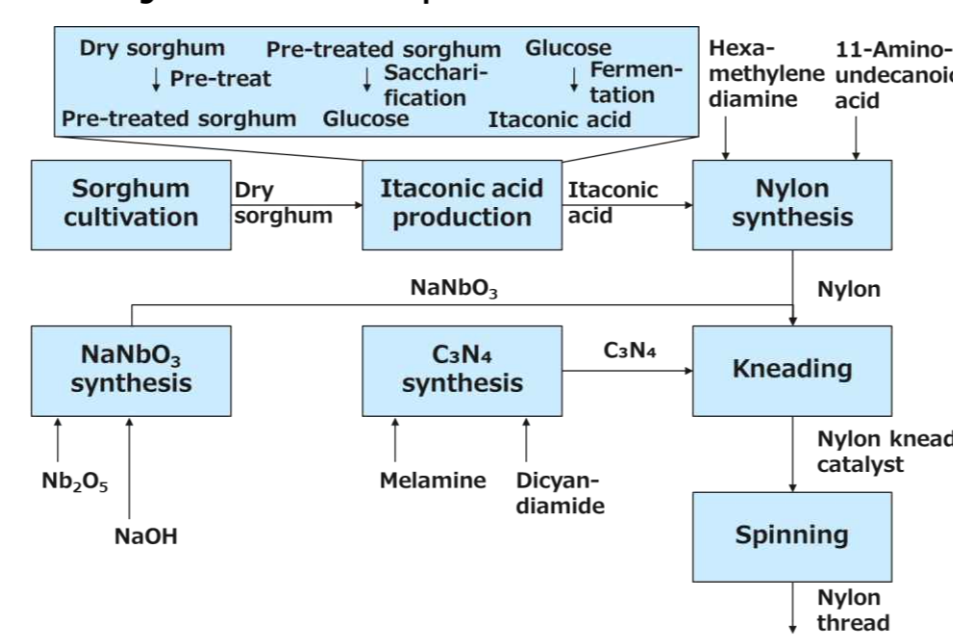 Dry sorghum
Pre-treat
Pre-treated sorghum
Pre-treated sorghum
Sacchari-
fication
Glucose
Glucose
Fermen-
tation
Itaconic acid
Hexa-
methylene
diamine
11-Amino-
undecanoic
acid
Sorghum
cultivation
Dry
sorghum
Itaconic acid
production
Itaconic
acid
Nylon
synthesis
NaNbO₃
Nylon
NaNbO₃
synthesis
C₃N₄
synthesis
C₃N₄
Kneading
Nb₂O₅
NaOH
Melamine
Dicyan-
diamide
Nylon knead
catalyst
Spinning
Nylon
thread